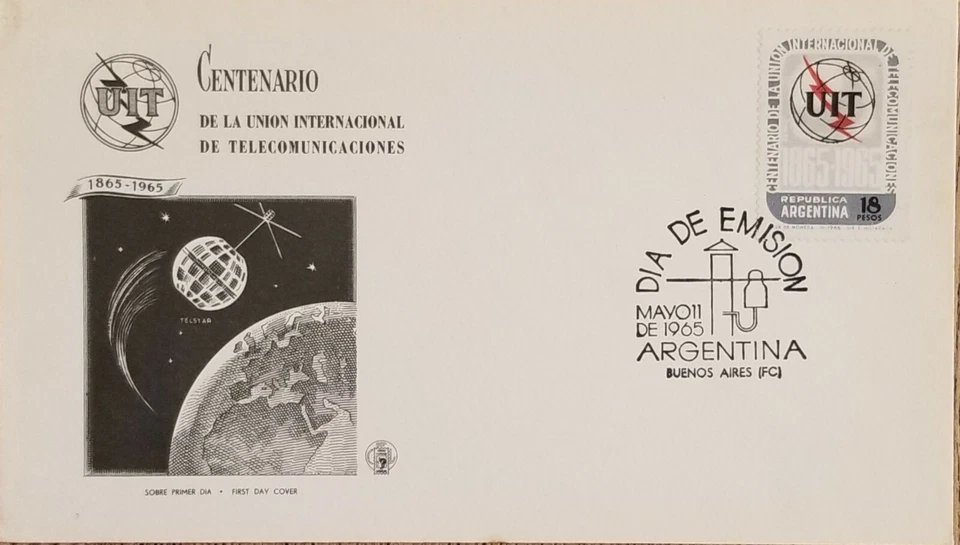 UIT
CENTENARIO
DE LA UNION INTERNACIONAL
DE TELECOMUNICACIONES
1865-1965
TELSTAR
SOBRE PRIMER DIA • FIRST DAY COVER
CENTENARIO DE LA UNION INTERNACIONAL DE TELECOMUNICACIONES
UIT
1865-1965
REPUBLICA
ARGENTINA
18
PESOS
DIA DE EMISION
MAYO 11
DE 1965
ARGENTINA
BUENOS AIRES (FC)